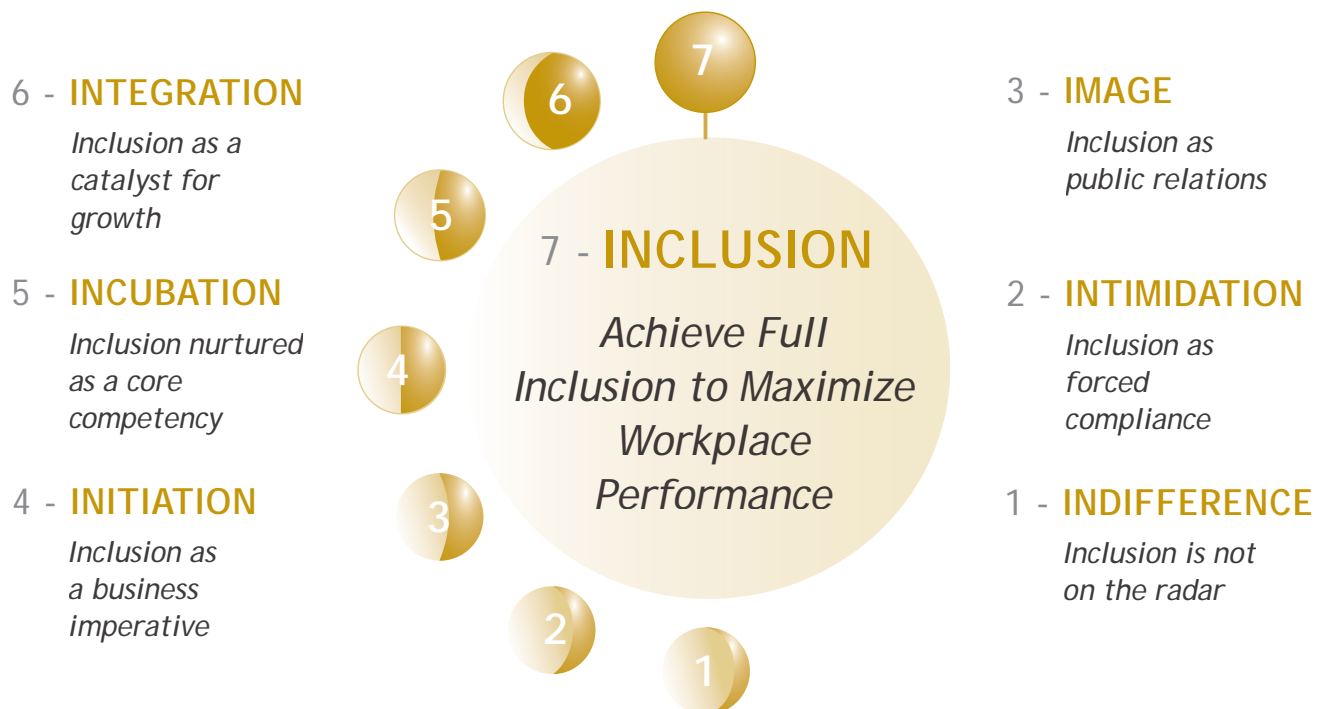 6 - INTEGRATION
Inclusion as a
catalyst for
growth
5 - INCUBATION
Inclusion nurtured
as a core
competency
4 - INITIATION
Inclusion as
a business
imperative
7
6
5
4
3
2
1
7 - INCLUSION
Achieve Full
Inclusion to Maximize
Workplace
Performance
3 - IMAGE
Inclusion as
public relations
2 - INTIMIDATION
Inclusion as
forced
compliance
1 - INDIFFERENCE
Inclusion is not
on the radar